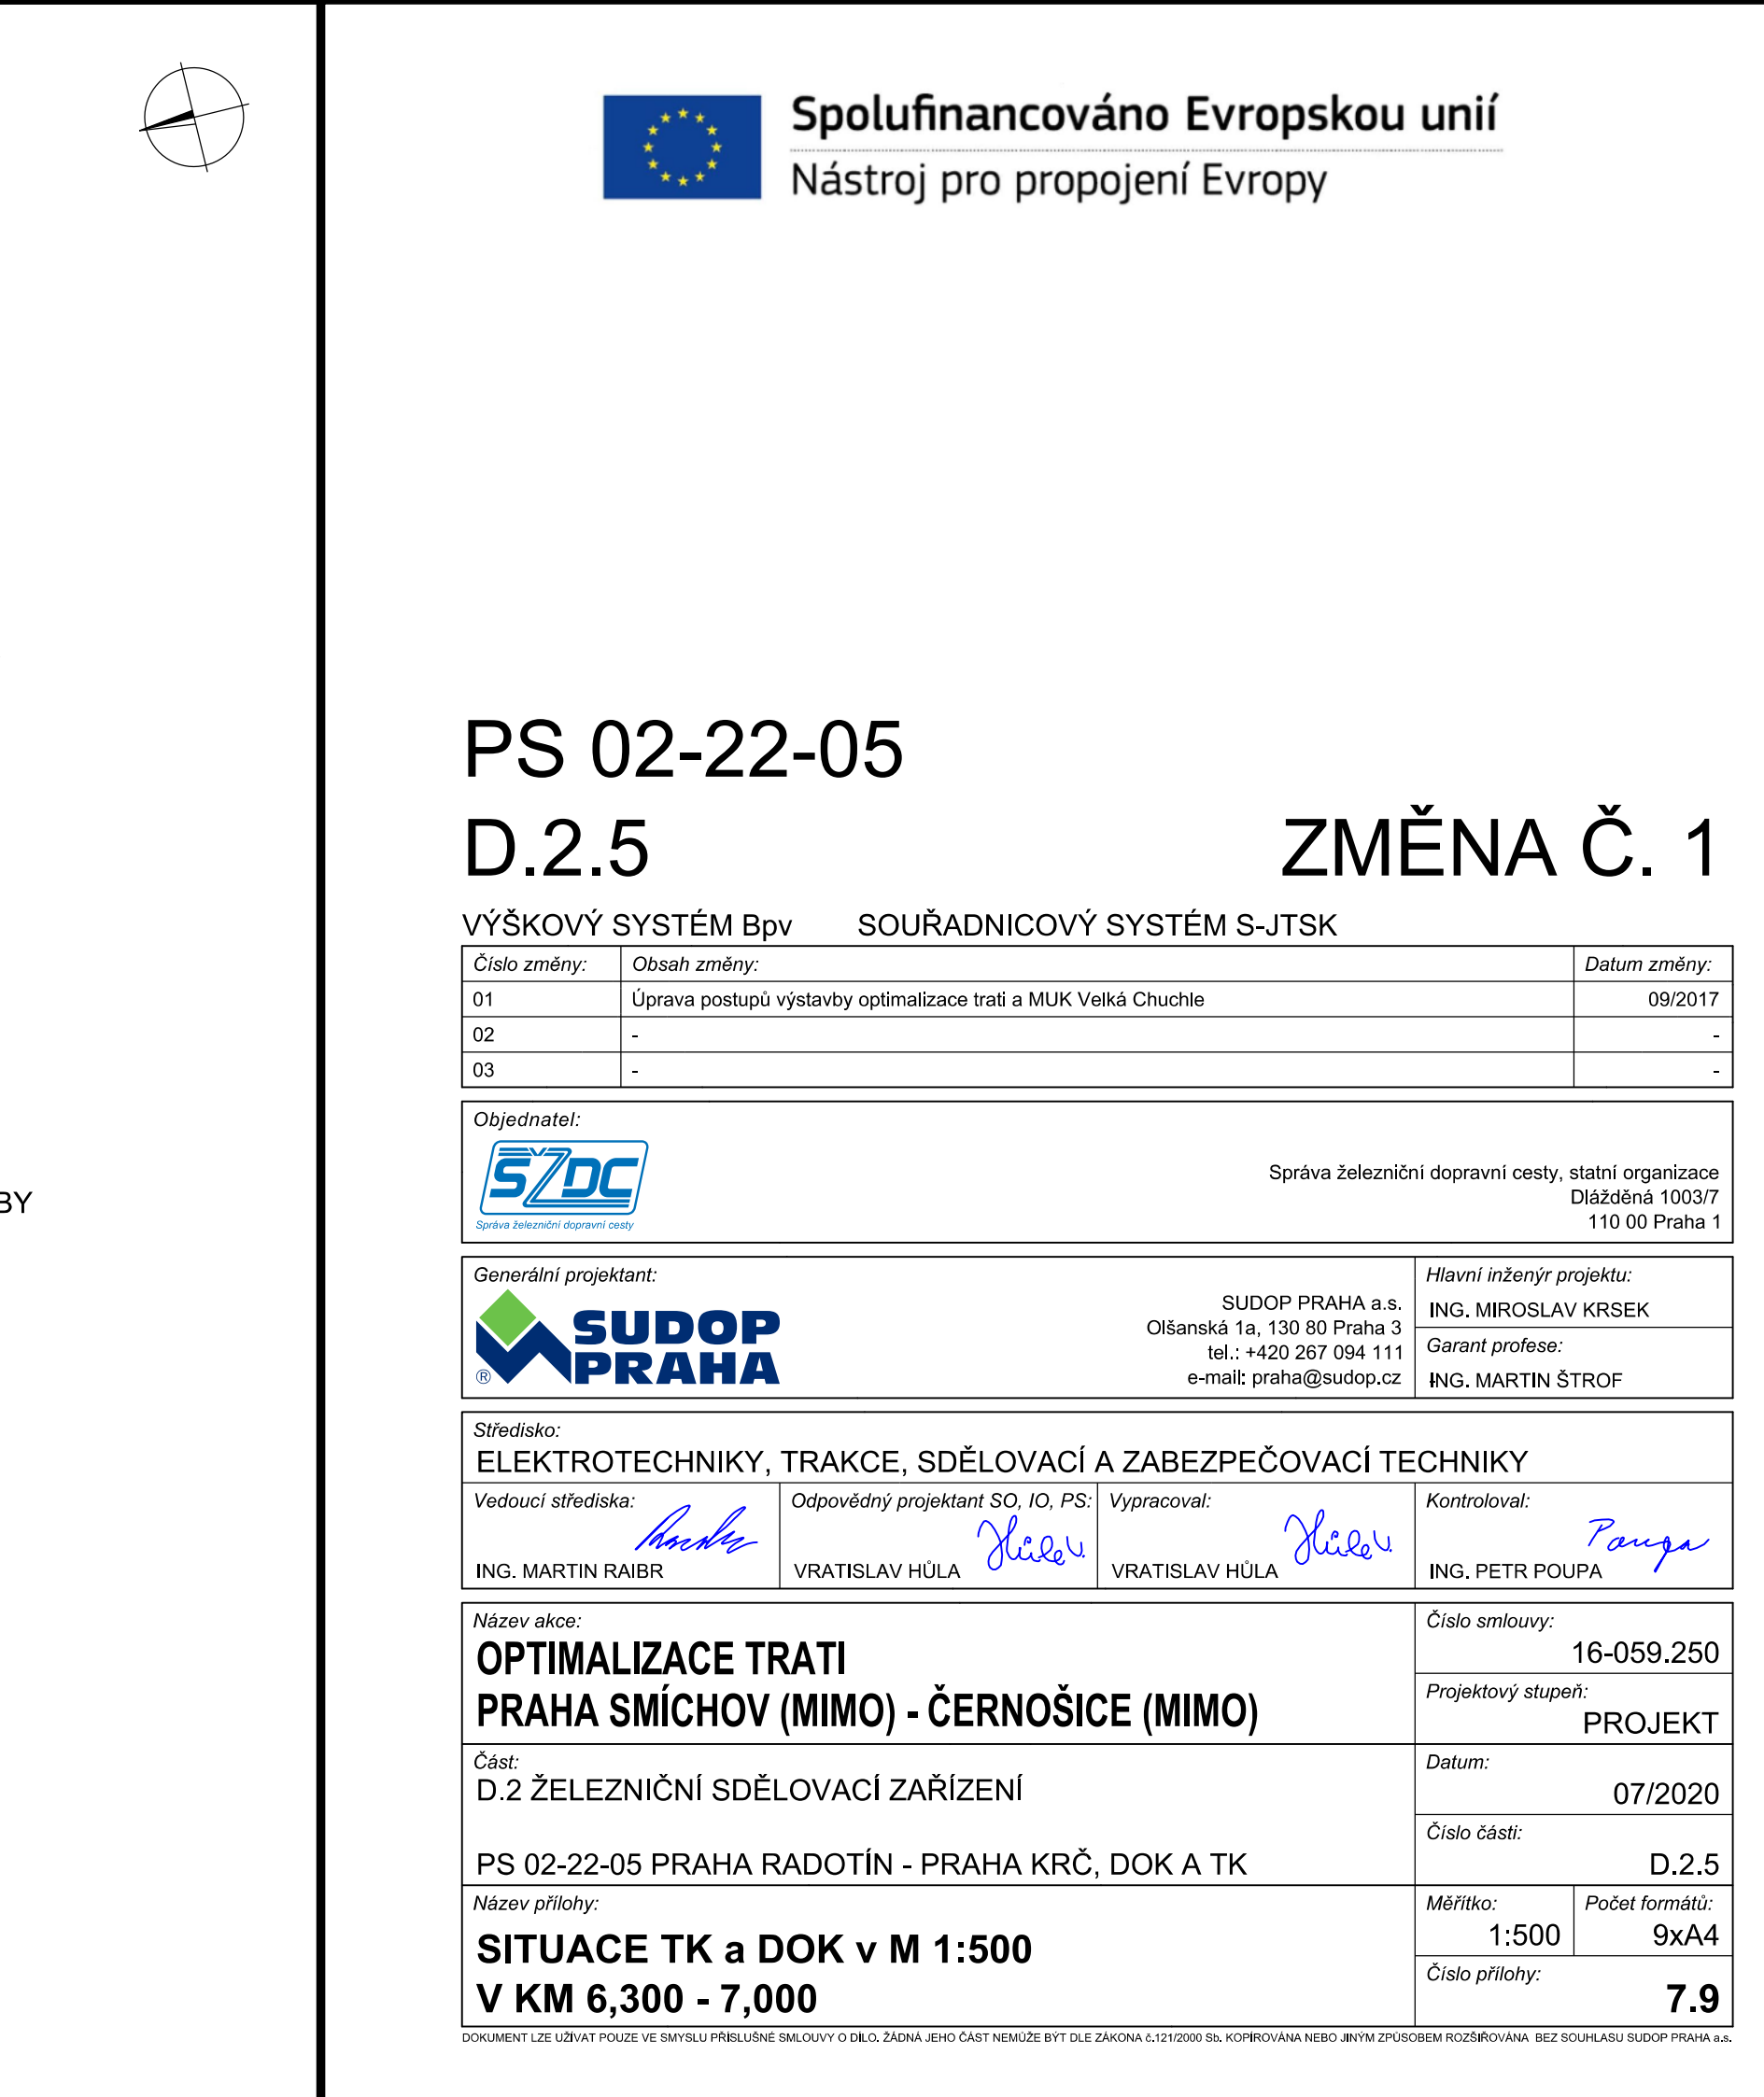 Spolufinancováno Evropskou unií
Nástroj pro propojení Evropy
PS 02-22-05
D.2.5 ZMĚNA Č. 1
VÝŠKOVÝ SYSTÉM Bpv SOUŘADNICOVÝ SYSTÉM S-JTSK
Číslo změny: Obsah změny: Datum změny:
01 Úprava postupů výstavby optimalizace trati a MUK Velká Chuchle 09/2017
02 - -
03 - -
Objednatel:
SŽDC
Správa železniční dopravní cesty
Správa železniční dopravní cesty, statní organizace
Dlážděná 1003/7
110 00 Praha 1
BY
Generální projektant:
SUDOP
PRAHA
®
SUDOP PRAHA a.s.
Olšanská 1a, 130 80 Praha 3
tel.: +420 267 094 111
e-mail: praha@sudop.cz
Hlavní inženýr projektu:
ING. MIROSLAV KRSEK
Garant profese:
ING. MARTIN ŠTROF
Středisko:
ELEKTROTECHNIKY, TRAKCE, SDĚLOVACÍ A ZABEZPEČOVACÍ TECHNIKY
Vedoucí střediska: Odpovědný projektant SO, IO, PS: Vypracoval: Kontroloval:
Hůla V. Hůla V. Poupa
ING. MARTIN RAIBR VRATISLAV HŮLA VRATISLAV HŮLA ING. PETR POUPA
Název akce:
OPTIMALIZACE TRATI
PRAHA SMÍCHOV (MIMO) - ČERNOŠICE (MIMO)
Číslo smlouvy:
16-059.250
Projektový stupeň:
PROJEKT
Část:
D.2 ŽELEZNIČNÍ SDĚLOVACÍ ZAŘÍZENÍ
PS 02-22-05 PRAHA RADOTÍN - PRAHA KRČ, DOK A TK
Datum:
07/2020
Číslo části:
D.2.5
Název přílohy:
SITUACE TK a DOK v M 1:500
V KM 6,300 - 7,000
Měřítko: Počet formátů:
1:500 9xA4
Číslo přílohy:
7.9
DOKUMENT LZE UŽÍVAT POUZE VE SMYSLU PŘÍSLUŠNÉ SMLOUVY O DÍLO. ŽÁDNÁ JEHO ČÁST NEMŮŽE BÝT DLE ZÁKONA č.121/2000 Sb. KOPÍROVÁNA NEBO JINÝM ZPŮSOBEM ROZŠIŘOVÁNA BEZ SOUHLASU SUDOP PRAHA a.s.